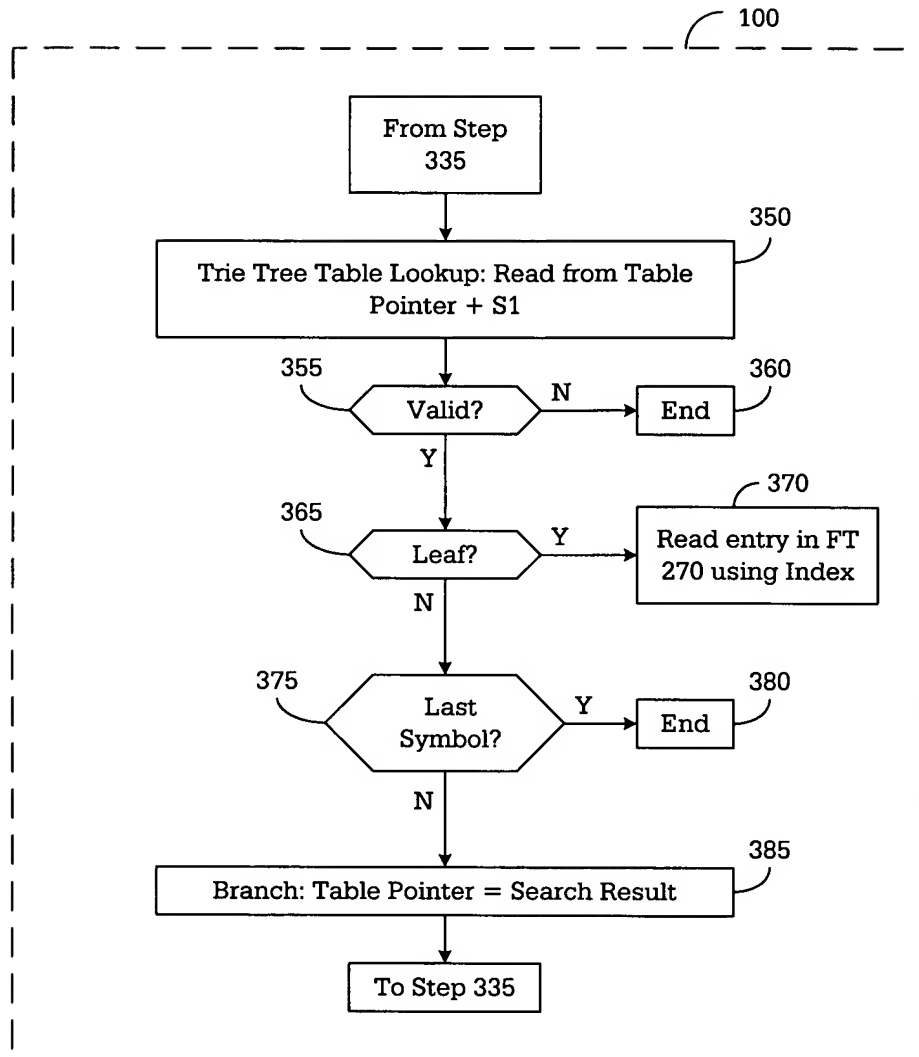 100
From Step
335
350
Trie Tree Table Lookup: Read from Table
Pointer + S1
355
Valid?
N
360
End
Y
365
Leaf?
Y
370
Read entry in FT
270 using Index
N
375
Last
Symbol?
Y
380
End
N
385
Branch: Table Pointer = Search Result
To Step 335